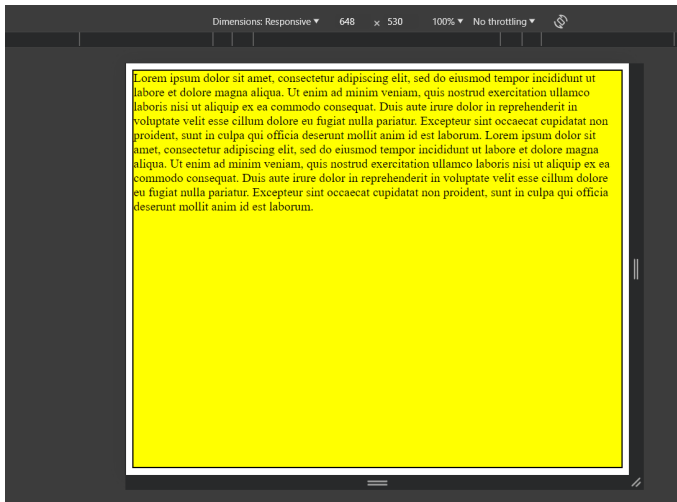 Dimensions: Responsive ▼ 648 × 530 100% ▼ No throttling ▼
Lorem ipsum dolor sit amet, consectetur adipiscing elit, sed do eiusmod tempor incididunt ut
labore et dolore magna aliqua. Ut enim ad minim veniam, quis nostrud exercitation ullamco
laboris nisi ut aliquip ex ea commodo consequat. Duis aute irure dolor in reprehenderit in
voluptate velit esse cillum dolore eu fugiat nulla pariatur. Excepteur sint occaecat cupidatat non
proident, sunt in culpa qui officia deserunt mollit anim id est laborum. Lorem ipsum dolor sit
amet, consectetur adipiscing elit, sed do eiusmod tempor incididunt ut labore et dolore magna
aliqua. Ut enim ad minim veniam, quis nostrud exercitation ullamco laboris nisi ut aliquip ex ea
commodo consequat. Duis aute irure dolor in reprehenderit in voluptate velit esse cillum dolore
eu fugiat nulla pariatur. Excepteur sint occaecat cupidatat non proident, sunt in culpa qui officia
deserunt mollit anim id est laborum.